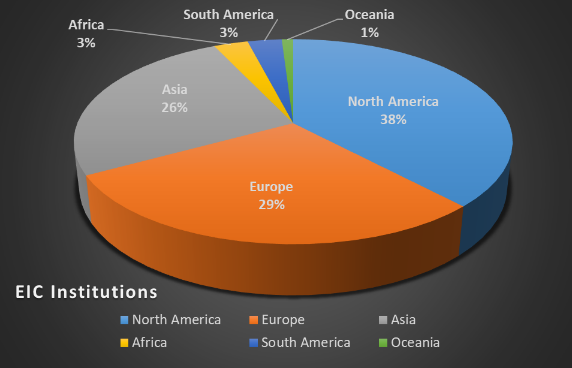 South America
3%
Oceania
1%
Africa
3%
Asia
26%
North America
38%
Europe
29%
EIC Institutions
North America Europe Asia
Africa South America Oceania